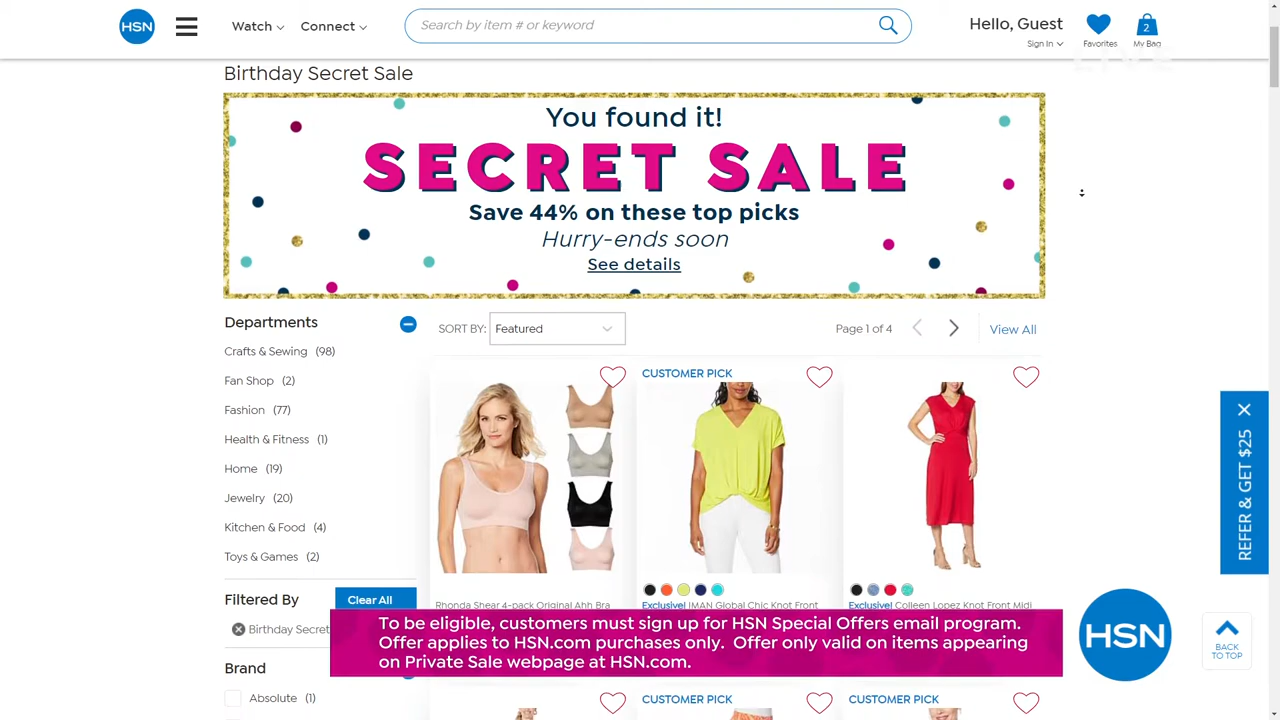 HSN
Watch
Connect
Search by item # or keyword
Hello, Guest
Sign In
Favorites
2
My Bag
LIVE
Birthday Secret Sale
You found it!
SECRET SALE
Save 44% on these top picks
Hurry-ends soon
See details
Departments
Crafts & Sewing (98)
Fan Shop (2)
Fashion (77)
Health & Fitness (1)
Home (19)
Jewelry (20)
Kitchen & Food (4)
Toys & Games (2)
SORT BY: Featured
Page 1 of 4
View All
CUSTOMER PICK
Rhonda Shear 4-pack Original Ahh Bra
Exclusive! IMAN Global Chic Knot Front
Exclusive! Colleen Lopez Knot Front Midi
Filtered By
Clear All
Birthday Secret
Brand
Absolute (1)
To be eligible, customers must sign up for HSN Special Offers email program.
Offer applies to HSN.com purchases only. Offer only valid on items appearing
on Private Sale webpage at HSN.com.
CUSTOMER PICK
CUSTOMER PICK
REFER & GET $25
HSN
BACK
TO TOP